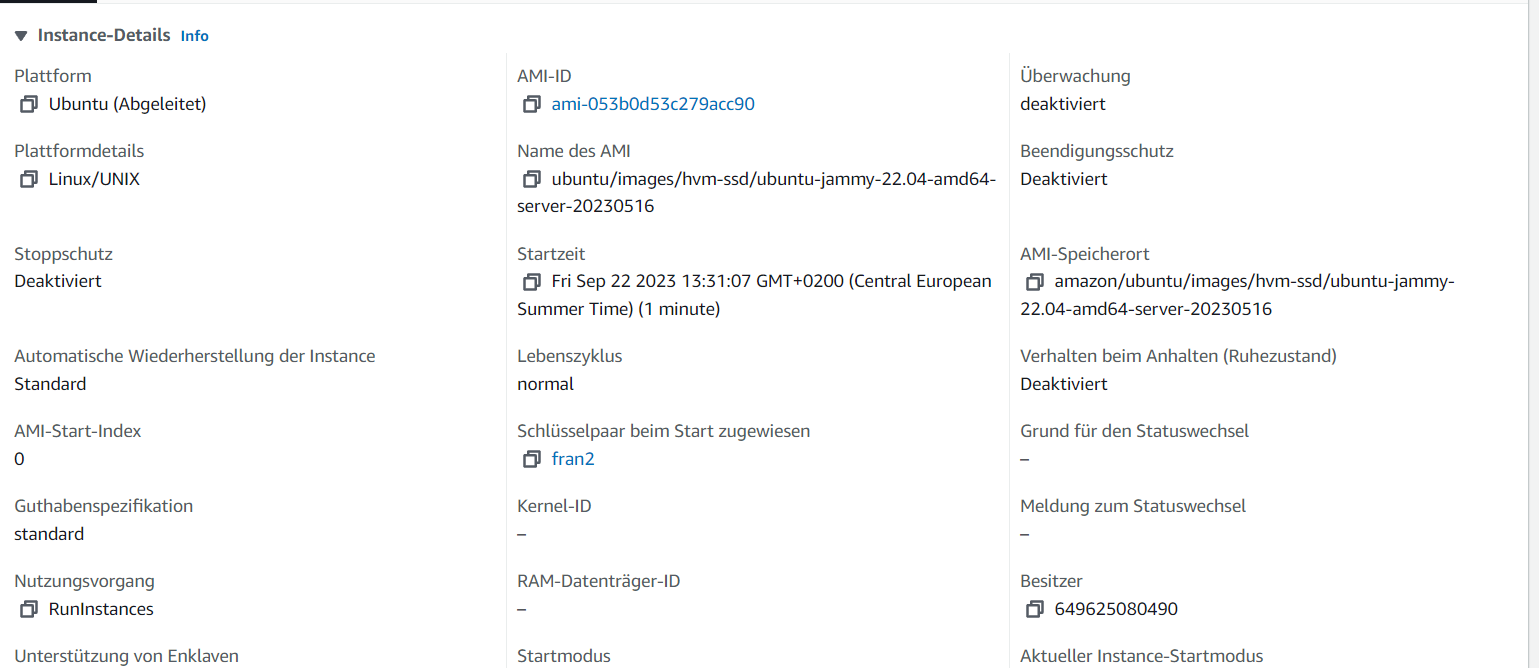 Instance-Details Info
Plattform
Ubuntu (Abgeleitet)
AMI-ID
ami-053b0d53c279acc90
Überwachung
deaktiviert
Plattformdetails
Linux/UNIX
Name des AMI
ubuntu/images/hvm-ssd/ubuntu-jammy-22.04-amd64-
server-20230516
Beendigungsschutz
Deaktiviert
Stoppschutz
Deaktiviert
Startzeit
Fri Sep 22 2023 13:31:07 GMT+0200 (Central European
Summer Time) (1 minute)
AMI-Speicherort
amazon/ubuntu/images/hvm-ssd/ubuntu-jammy-
22.04-amd64-server-20230516
Automatische Wiederherstellung der Instance
Standard
Lebenszyklus
normal
Verhalten beim Anhalten (Ruhezustand)
Deaktiviert
AMI-Start-Index
0
Schlüsselpaar beim Start zugewiesen
fran2
Grund für den Statuswechsel
–
Guthabenspezifikation
standard
Kernel-ID
–
Meldung zum Statuswechsel
–
Nutzungsvorgang
RunInstances
RAM-Datenträger-ID
–
Besitzer
649625080490
Unterstützung von Enklaven
Startmodus
Aktueller Instance-Startmodus